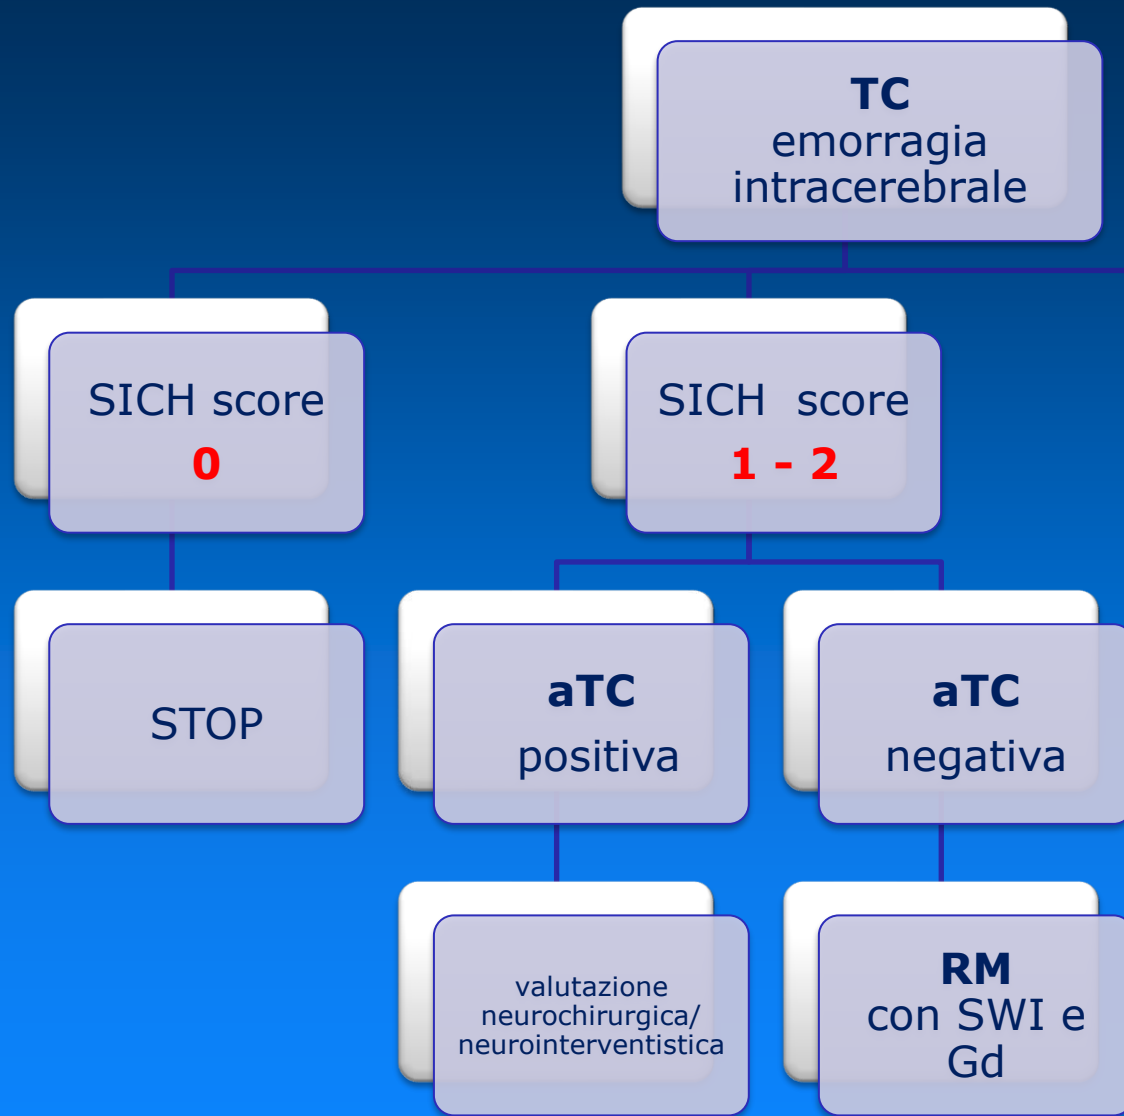 TC
emorragia
intracerebrale
SICH score
0
SICH score
1 - 2
STOP
aTC
positiva
aTC
negativa
valutazione
neurochirurgica/
neurointerventistica
RM
con SWI e
Gd